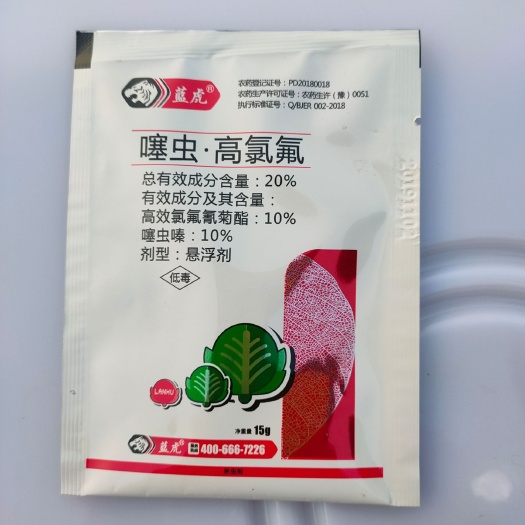 蓝虎®
农药登记证号：PD20180018
农药生产许可证号：农药生许（豫）0051
执行标准证号：Q/BJER 002-2018
噻虫·高氯氟
总有效成分含量：20%
有效成分及其含量：
高效氯氟氰菊酯：10%
噻虫嗪：10%
剂型：悬浮剂
低毒
LANHU
净重量 15g
蓝虎® 400-666-7226
杀虫剂